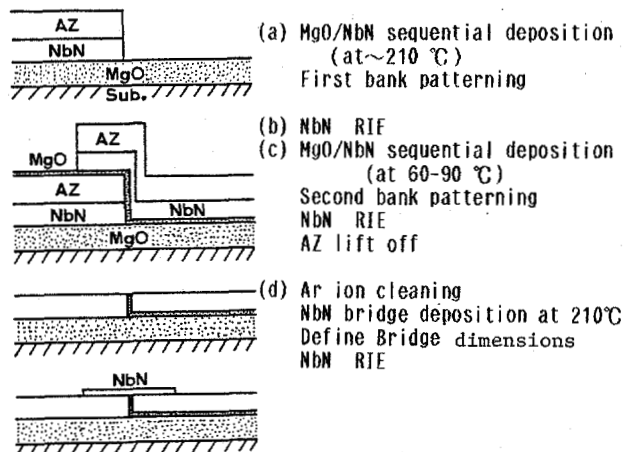 AZ
NbN
MgO
Sub.
(a) MgO/NbN sequential deposition
(at~210 ℃)
First bank patterning
MgO
AZ
AZ
NbN
NbN
MgO
(b) NbN RIE
(c) MgO/NbN sequential deposition
(at 60-90 ℃)
Second bank patterning
NbN RIE
AZ lift off
(d) Ar ion cleaning
NbN bridge deposition at 210℃
Define Bridge dimensions
NbN RIE
NbN